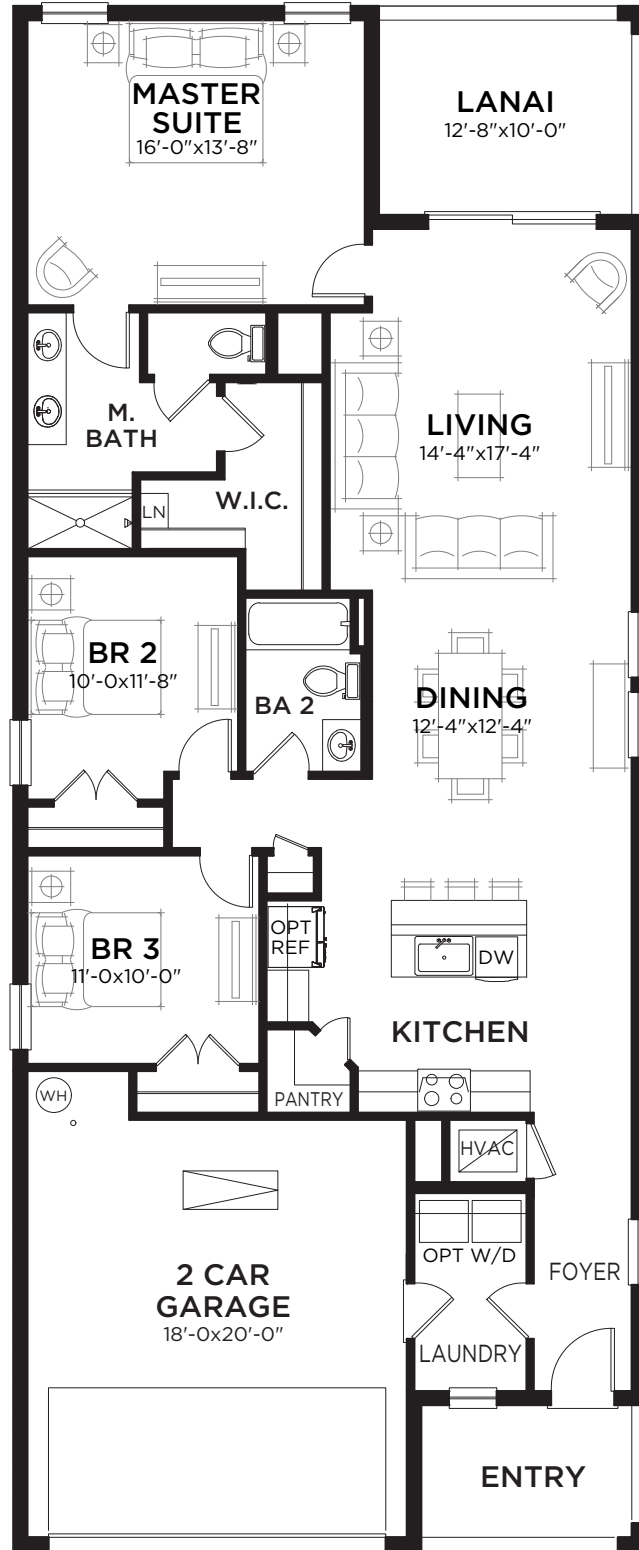 MASTER
SUITE
16'-0"x13'-8"
LANAI
12'-8"x10'-0"
M.
BATH
LIVING
14'-4"x17'-4"
W.I.C.
LN
BR 2
10'-0x11'-8"
BA 2
DINING
12'-4"x12'-4"
OPT
REF
DW
BR 3
11'-0x10'-0"
KITCHEN
WH
PANTRY
HVAC
OPT W/D
FOYER
2 CAR
GARAGE
18'-0x20'-0"
LAUNDRY
ENTRY